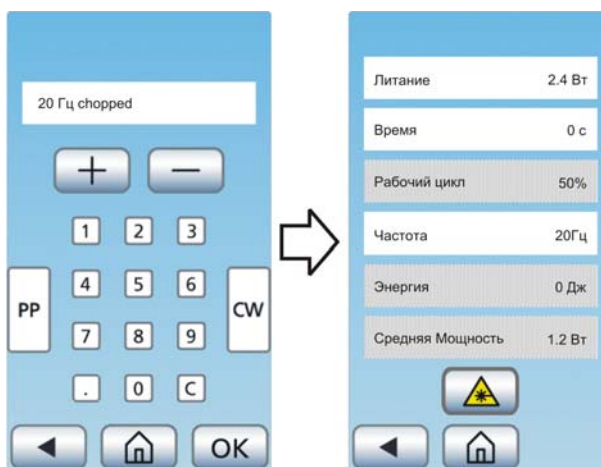 20 Гц chopped
1 2 3
4 5 6
PP
CW
7 8 9
. 0 C
OK
Литание 2.4 Вт
Время 0 с
Рабочий цикл 50%
Частота 20Гц
Энергия 0 Дж
Средняя Мощность 1.2 Вт